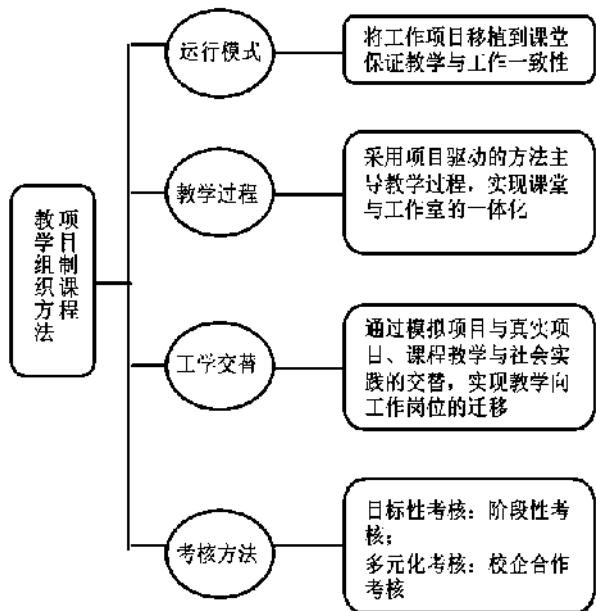 项目制课程
教学组织方法
运行模式
将工作项目移植到课堂
保证教学与工作一致性
教学过程
采用项目驱动的方法主
导教学过程，实现课堂
与工作室的一体化
工学交替
通过模拟项目与真实项
目、课程教学与社会实
践的交替，实现教学向
工作岗位的迁移
考核方法
目标性考核：阶段性考
核；
多元化考核：校企合作
考核